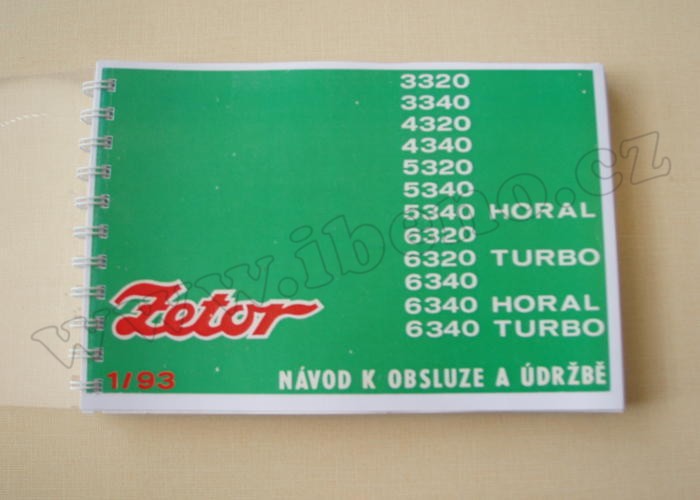 3320
3340
4320
4340
5320
5340
5340 HORAL
6320
6320 TURBO
6340
6340 HORAL
6340 TURBO
Zetor
1/93
NÁVOD K OBSLUZE A ÚDRŽBĚ
www.ibeno.cz